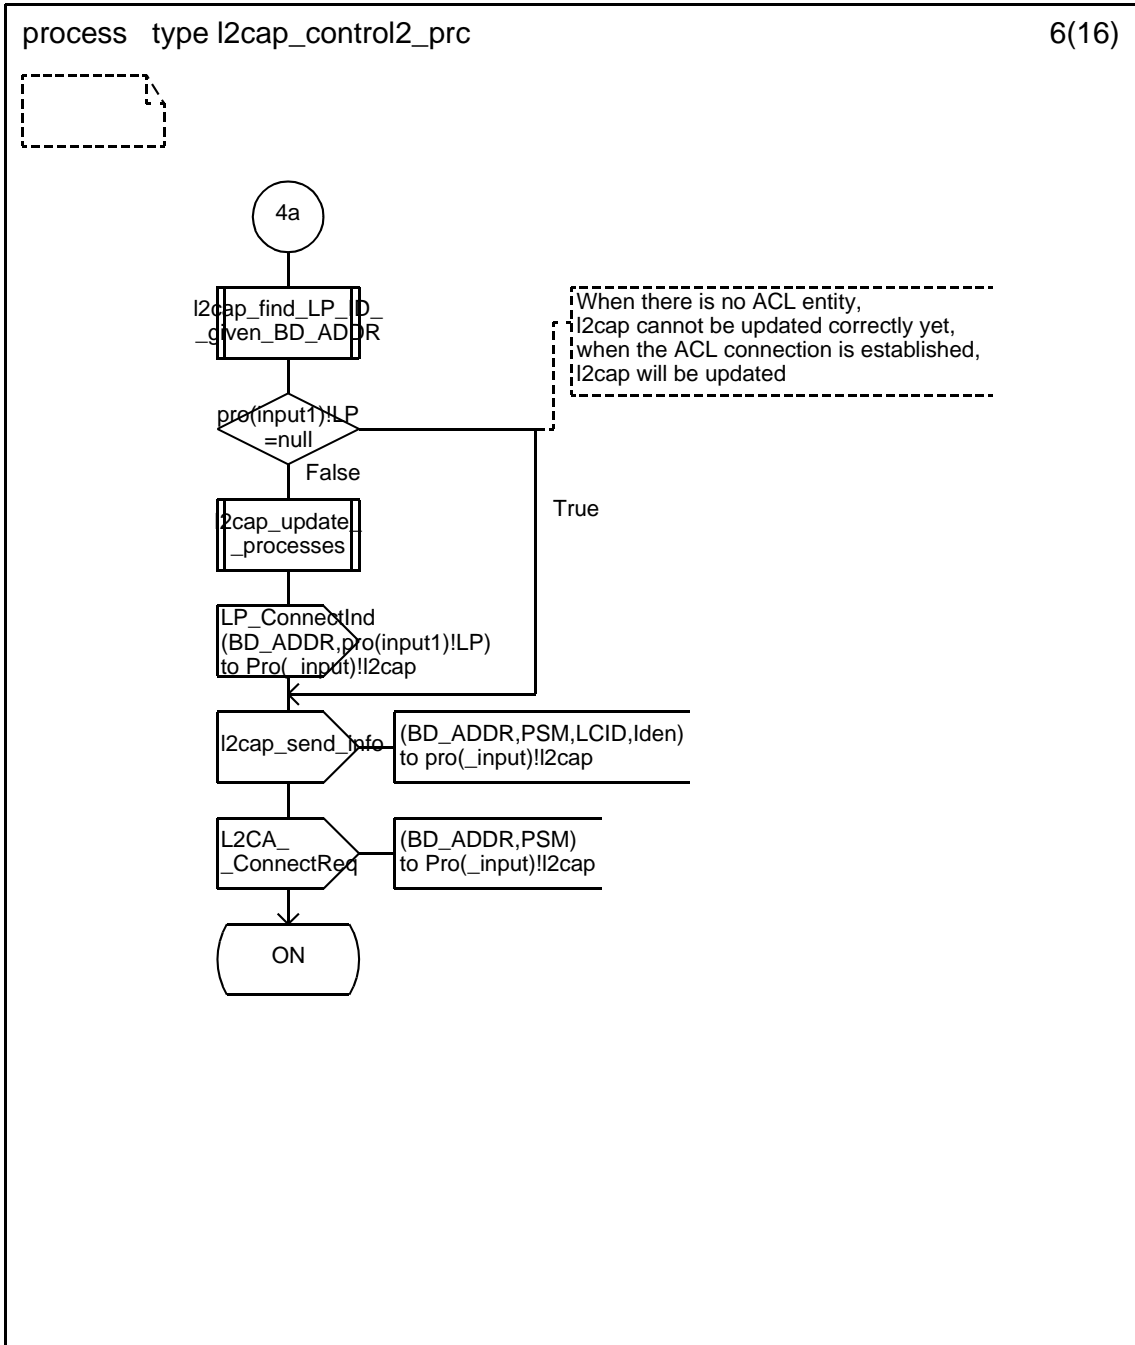 process type l2cap_control2_prc
6(16)
4a
l2cap_find_LP_ID_
_given_BD_ADDR
When there is no ACL entity,
l2cap cannot be updated correctly yet,
when the ACL connection is established,
l2cap will be updated
pro(input1)!LP
=null
False
True
l2cap_update_
_processes
LP_ConnectInd
(BD_ADDR,pro(input1)!LP)
to Pro(_input)!l2cap
l2cap_send_info
(BD_ADDR,PSM,LCID,Iden)
to pro(_input)!l2cap
L2CA_
_ConnectReq
(BD_ADDR,PSM)
to Pro(_input)!l2cap
ON